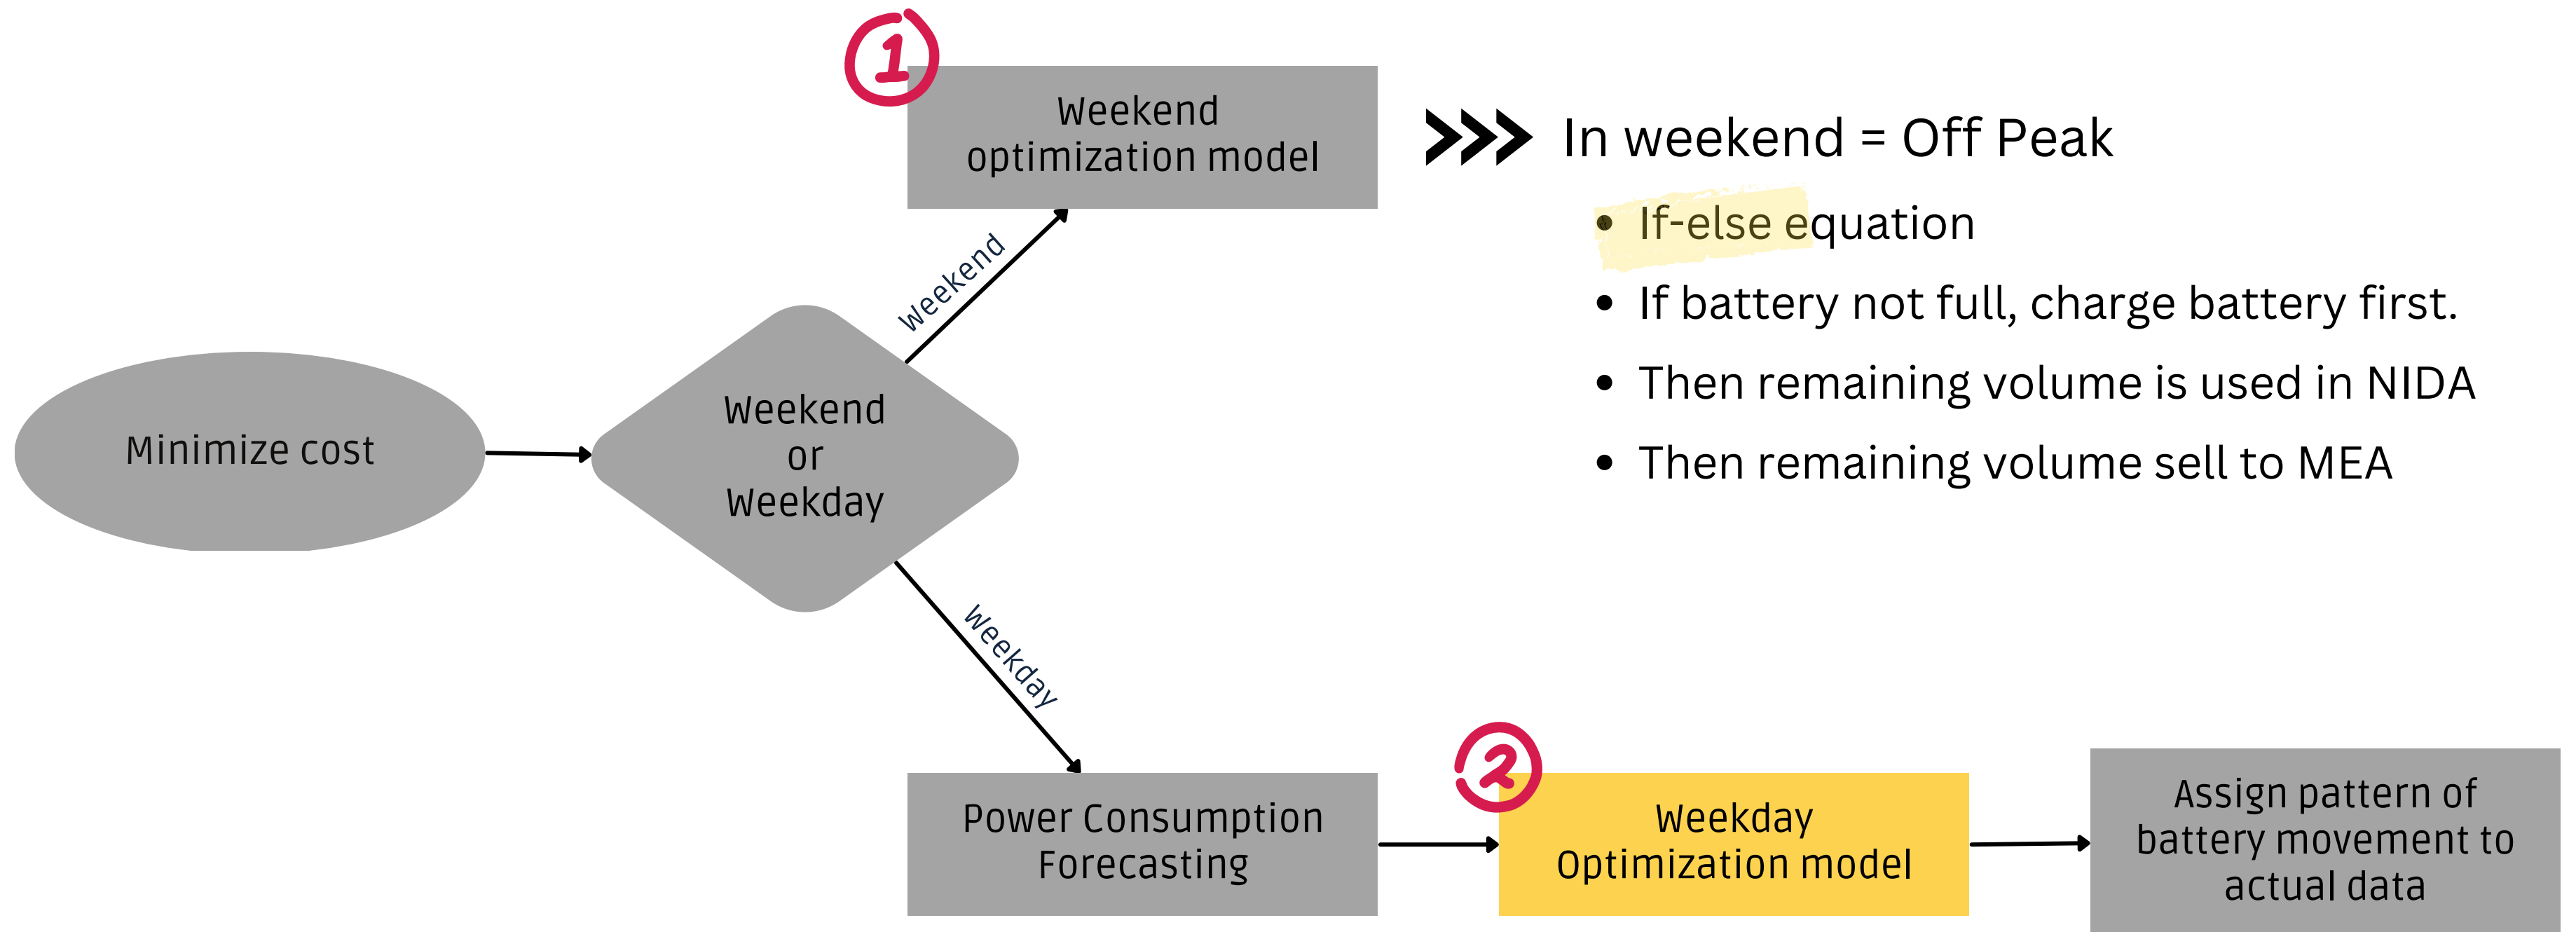 1
Weekend
optimization model
In weekend = Off Peak
• If-else equation
• If battery not full, charge battery first.
• Then remaining volume is used in NIDA
• Then remaining volume sell to MEA
Weekend
Minimize cost
Weekend
or
Weekday
Weekday
Power Consumption
Forecasting
2
Weekday
Optimization model
Assign pattern of
battery movement to
actual data